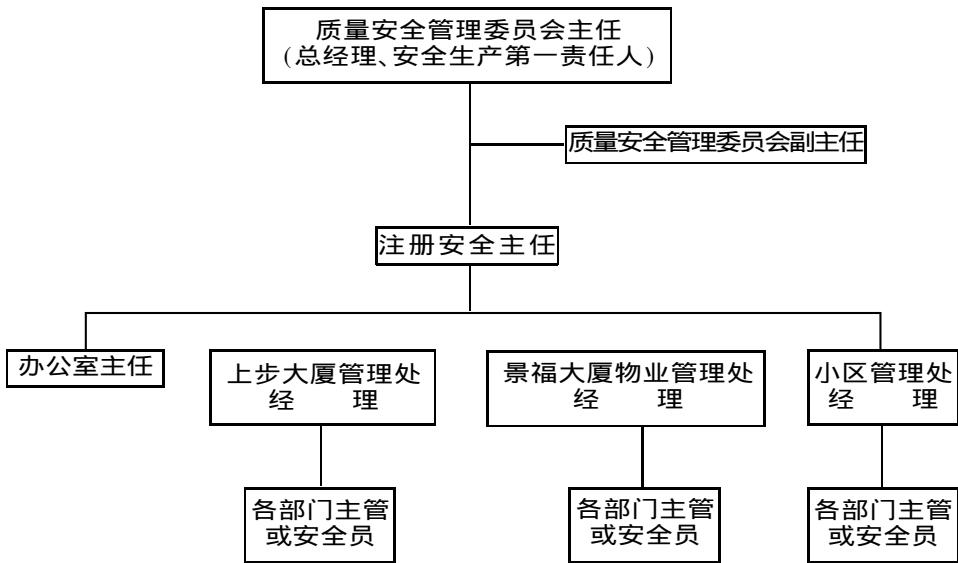 质量安全管理委员会主任
(总经理、安全生产第一责任人)
质量安全管理委员会副主任
注册安全主任
办公室主任
上步大厦管理处
经 理
景福大厦物业管理处
经 理
小区管理处
经 理
各部门主管
或安全员
各部门主管
或安全员
各部门主管
或安全员